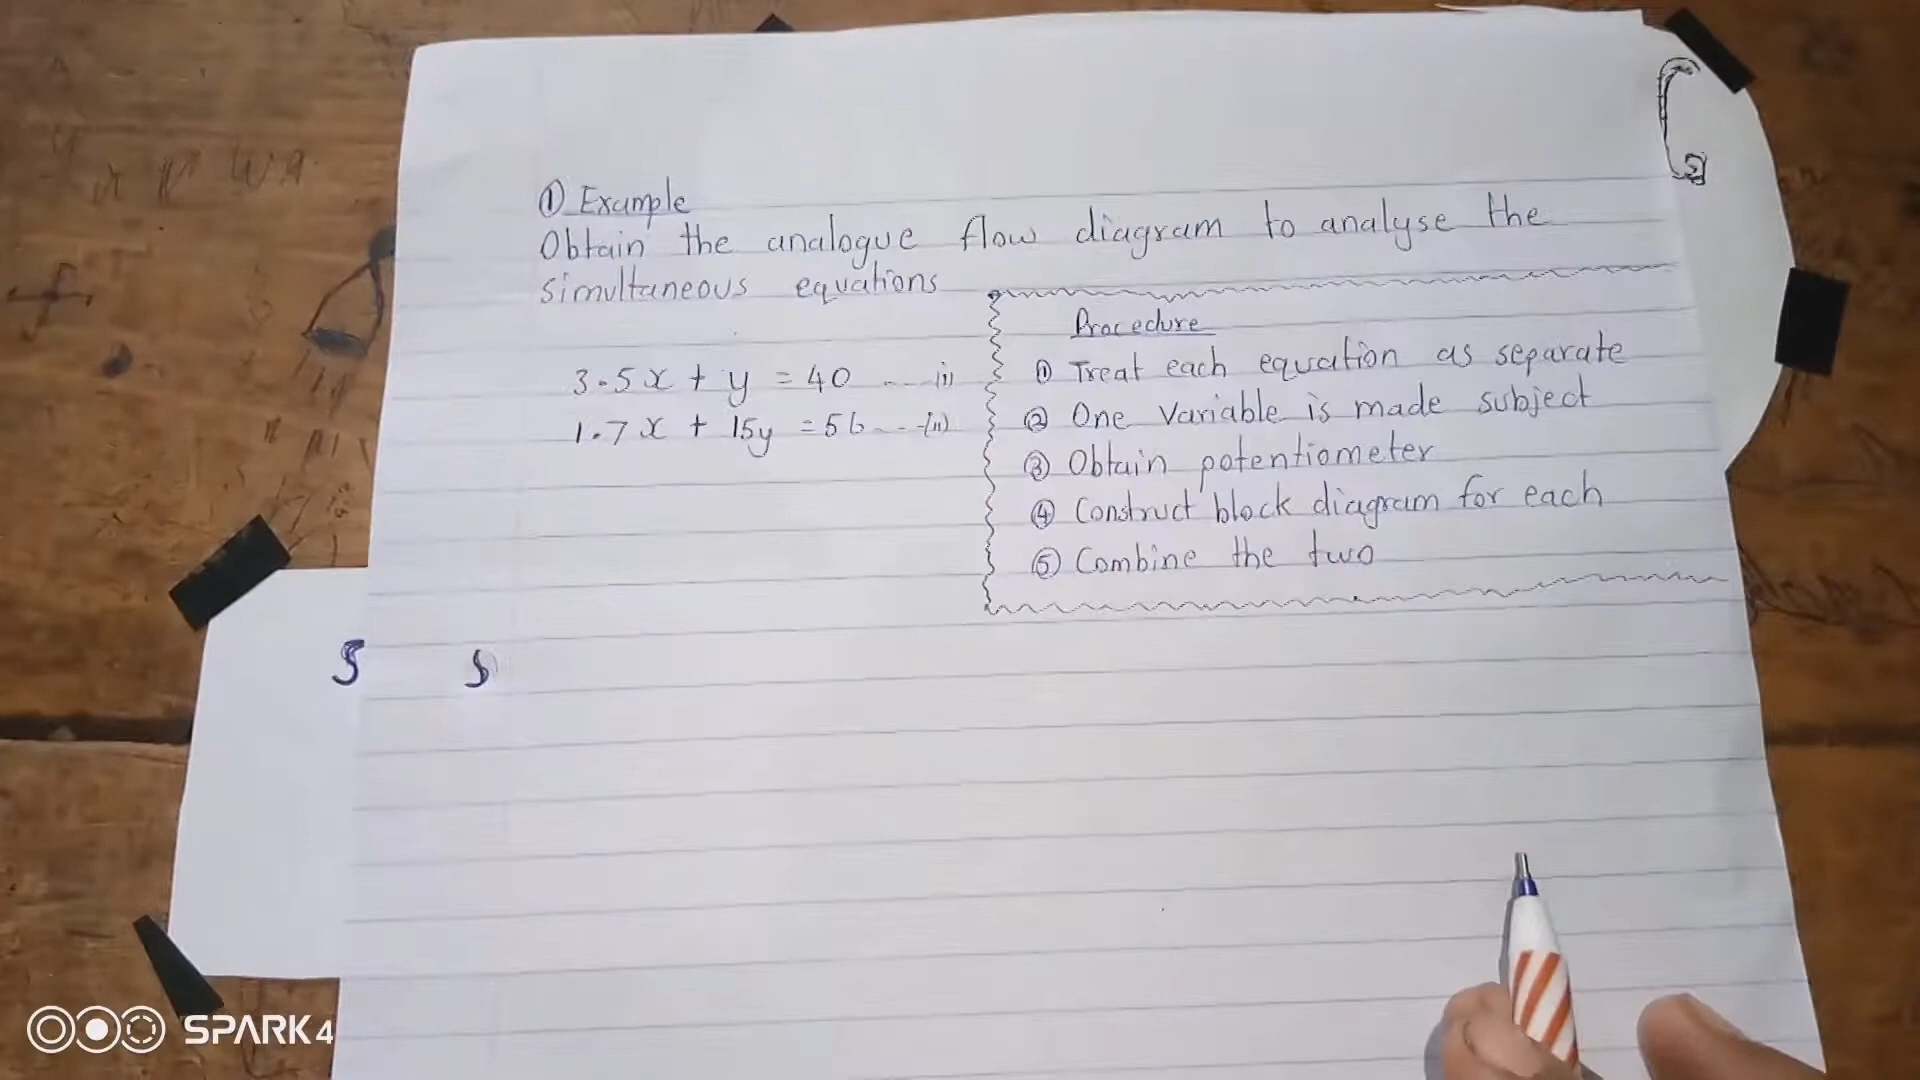 ① Example
Obtain the analogue flow diagram to analyse the
simultaneous equations
3.5x + y = 40 ... (i)
1.7x + 15y = 56 ... (ii)
Procedure
① Treat each equation as separate
② One variable is made subject
③ Obtain potentiometer
④ Construct block diagram for each
⑤ Combine the two
SPARK 4